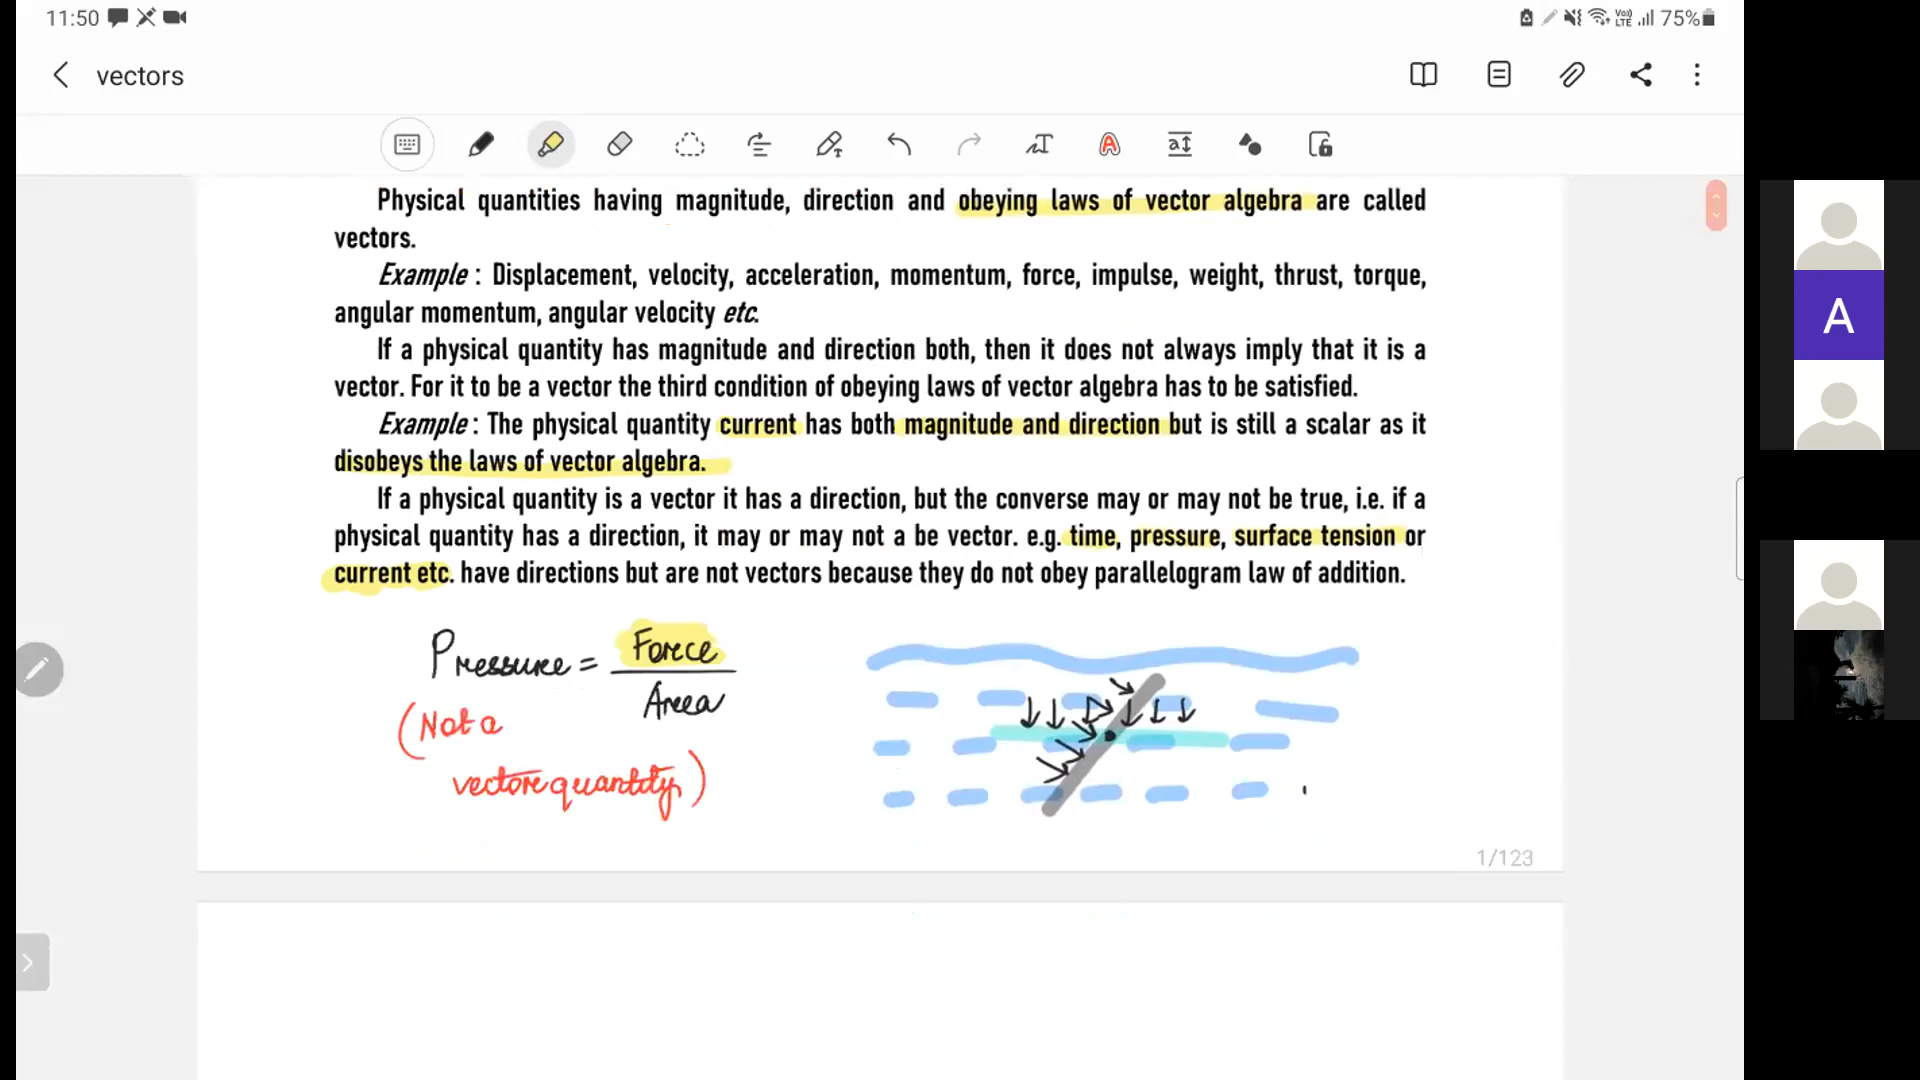 11:50
Vo)) LTE 75%
vectors
Physical quantities having magnitude, direction and obeying laws of vector algebra are called
vectors.
Example : Displacement, velocity, acceleration, momentum, force, impulse, weight, thrust, torque,
angular momentum, angular velocity etc.
If a physical quantity has magnitude and direction both, then it does not always imply that it is a
vector. For it to be a vector the third condition of obeying laws of vector algebra has to be satisfied.
Example : The physical quantity current has both magnitude and direction but is still a scalar as it
disobeys the laws of vector algebra.
If a physical quantity is a vector it has a direction, but the converse may or may not be true, i.e. if a
physical quantity has a direction, it may or may not a be vector. e.g. time, pressure, surface tension or
current etc. have directions but are not vectors because they do not obey parallelogram law of addition.
Pressure = Force
Area
(Not a
vector quantity)
1/123
A